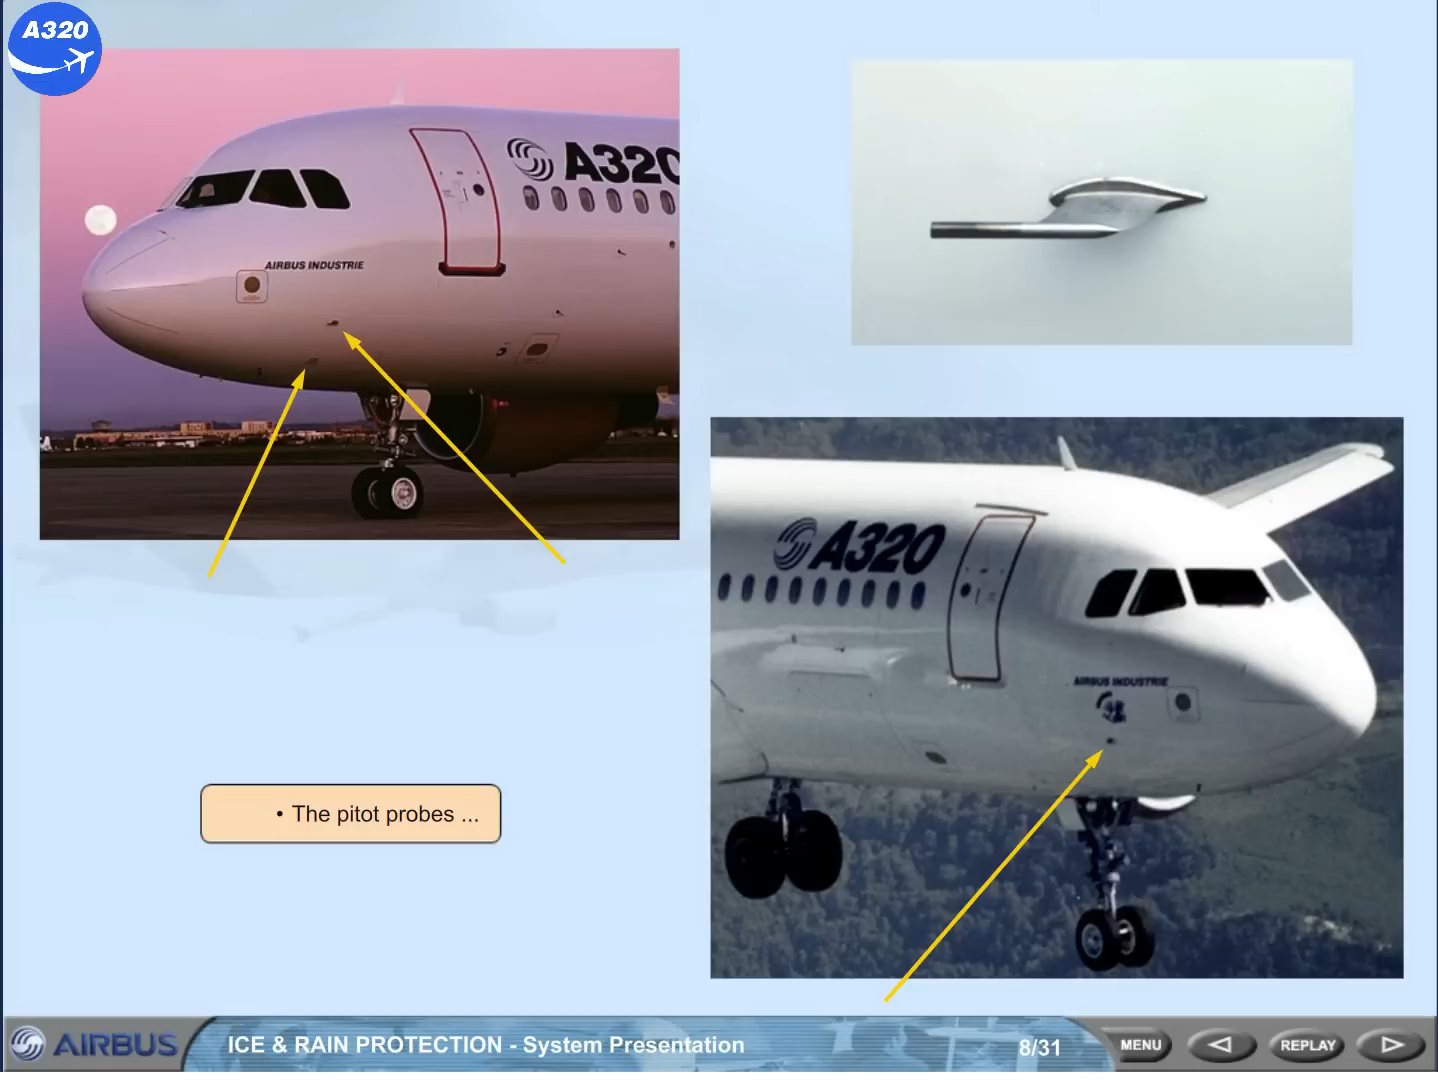 A320
A320
AIRBUS INDUSTRIE
A320
AIRBUS INDUSTRIE
• The pitot probes ...
AIRBUS
ICE & RAIN PROTECTION - System Presentation
8/31
MENU
REPLAY